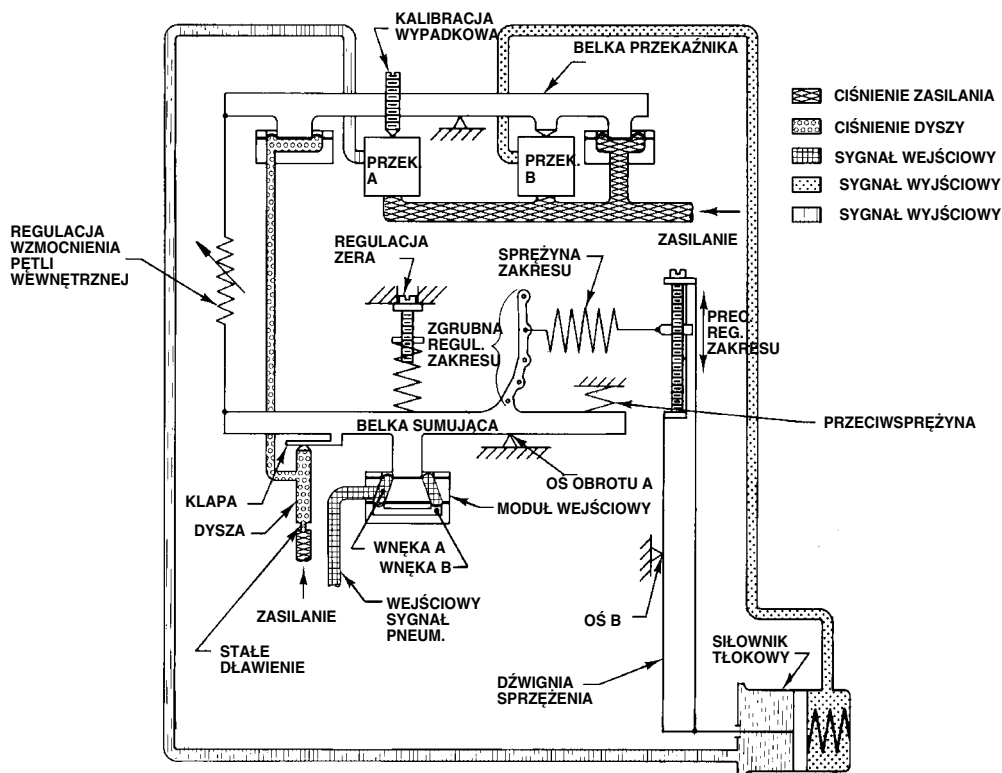 KALIBRACJA
WYPADKOWA
BELKA PRZEKAŹNIKA
CIŚNIENIE ZASILANIA
CIŚNIENIE DYSZY
SYGNAŁ WEJŚCIOWY
SYGNAŁ WYJŚCIOWY
SYGNAŁ WYJŚCIOWY
PRZEK.
A
PRZEK.
B
ZASILANIE
REGULACJA
WZMOCNIENIA
PĘTLI
WEWNĘTRZNEJ
REGULACJA
ZERA
SPRĘŻYNA
ZAKRESU
ZGRUBNA
REGUL.
ZAKRESU
PREC.
REG.
ZAKRESU
BELKA SUMUJĄCA
PRZECIWSPRĘŻYNA
OŚ OBROTU A
KLAPA
MODUŁ WEJŚCIOWY
DYSZA
WNĘKA A
WNĘKA B
ZASILANIE
WEJŚCIOWY
SYGNAŁ
PNEUM.
OŚ B
STAŁE
DŁAWIENIE
SIŁOWNIK
TŁOKOWY
DŹWIGNIA
SPRZĘŻENIA